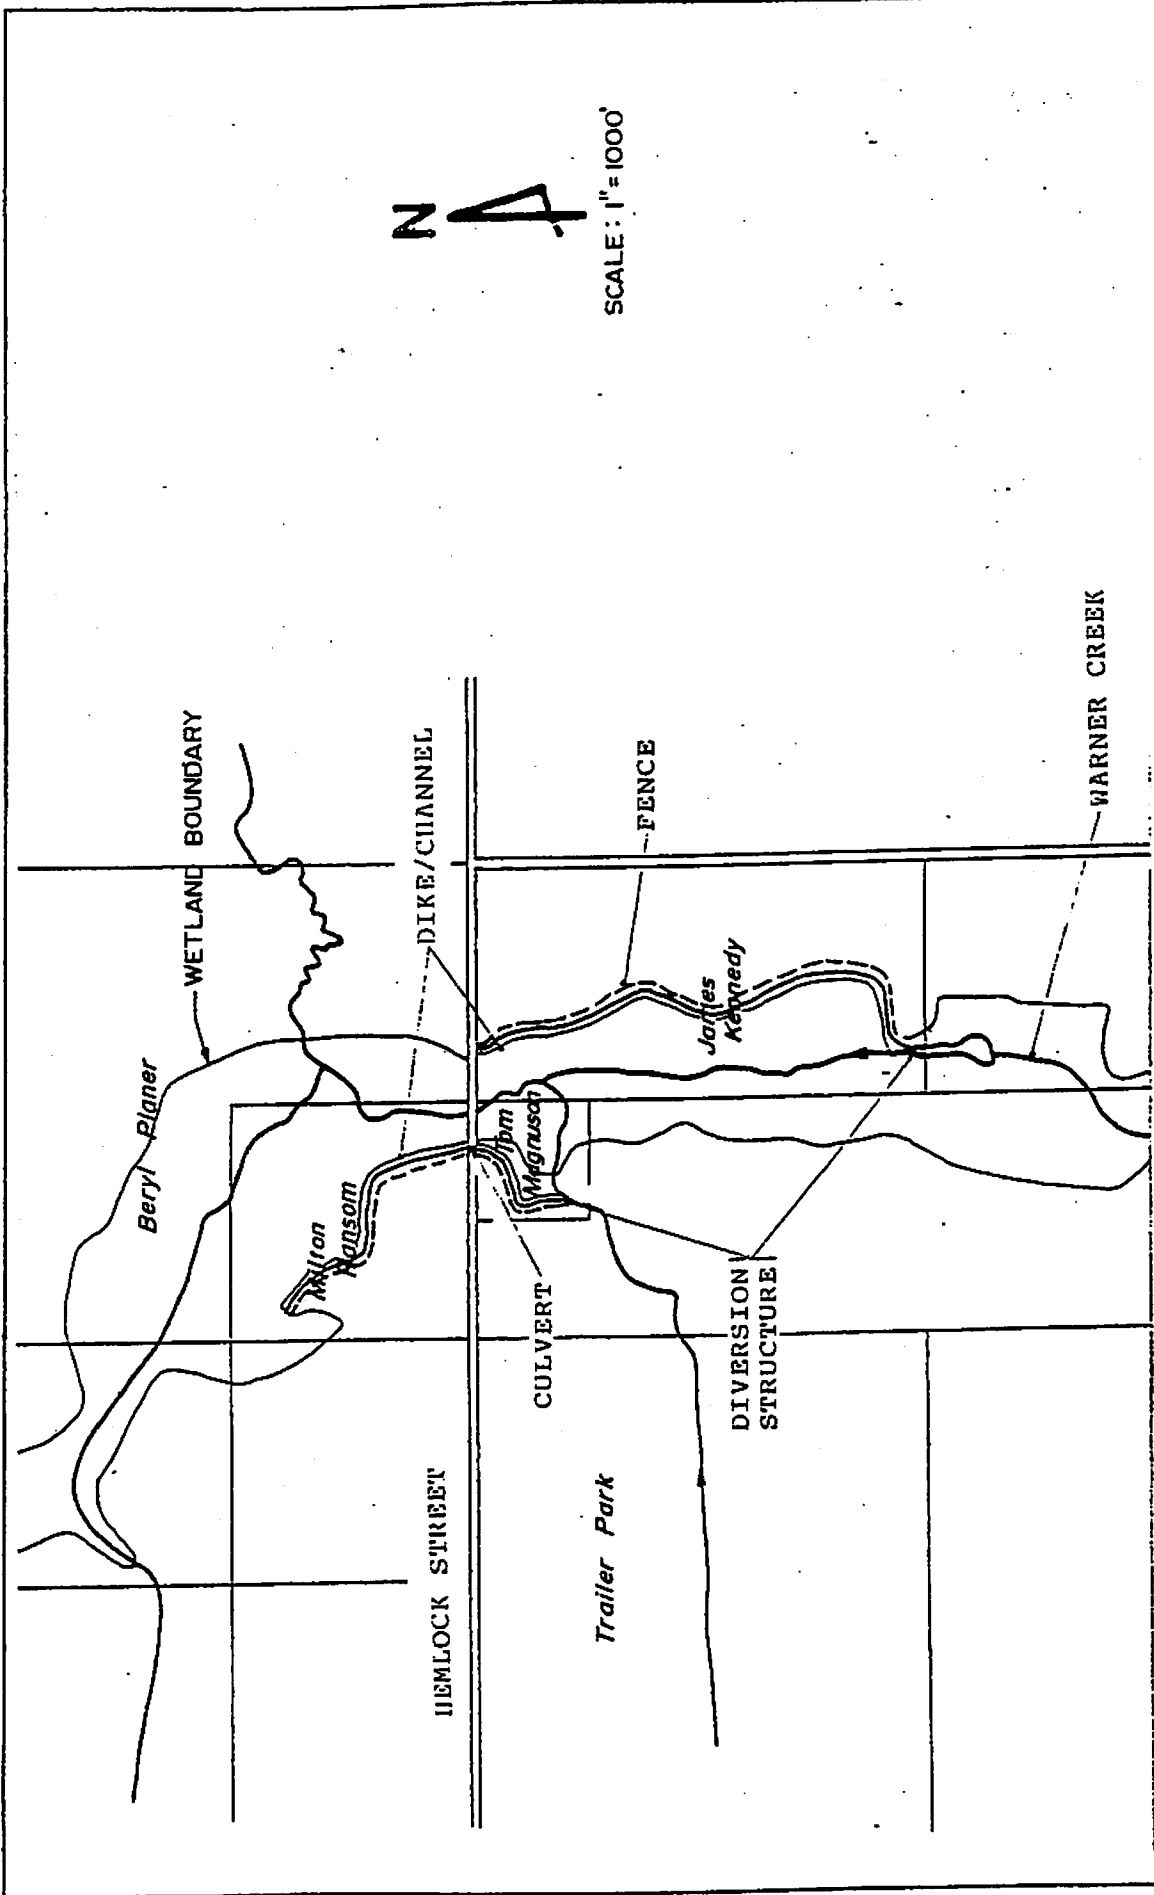 N
SCALE: 1"=1000'
WETLAND BOUNDARY
Beryl Planer
DIKE/CHANNEL
Milton
Hansom
HEMLOCK STREET
CULVERT
Tom
Magnuson
FENCE
James
Kennedy
Trailer Park
DIVERSION
STRUCTURE
WARNER CREEK